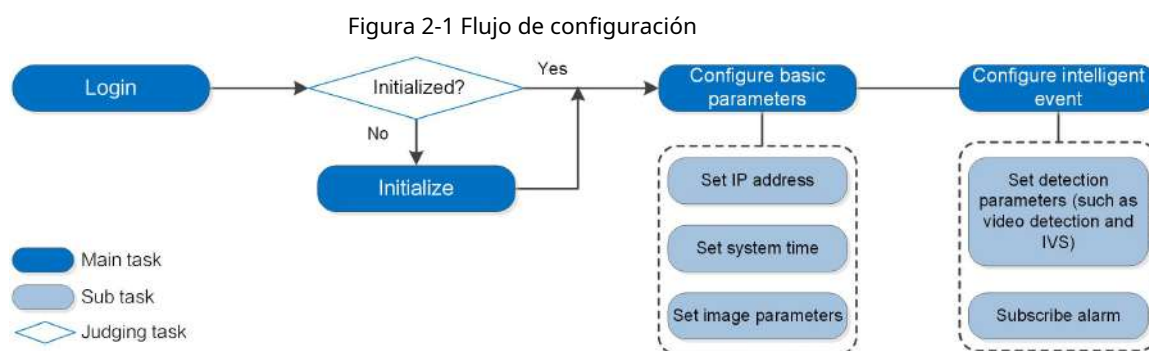 Figura 2-1 Flujo de configuración
Login
Initialized?
Yes
No
Initialize
Configure basic
parameters
Set IP address
Set system time
Set image parameters
Configure intelligent
event
Set detection
parameters (such as
video detection and
IVS)
Subscribe alarm
Main task
Sub task
Judging task